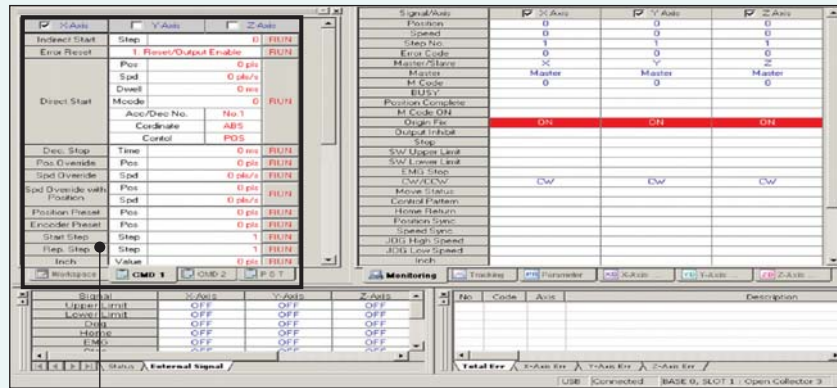 X-Axis Y-Axis Z-Axis
Indirect Start Step 0 RUN
Error Reset 1. Reset/Output Enable RUN
Direct Start
Pos 0 pls
Spd 0 pls/s
Dwell 0 ms
Mcode 0
Acc/Dec No. No.1
Cordinate ABS
Contol POS
RUN
Dec. Stop Time 0 ms RUN
Pos Override Pos 0 pls RUN
Spd Override Spd 0 pls/s RUN
Spd Override with Position
Pos 0 pls
Spd 0 pls/s
RUN
Position Preset Pos 0 pls RUN
Encoder Preset Pos 0 pls RUN
Start Step Step 1 RUN
Rep. Step Step 1 RUN
Inch Value 0 pls RUN
Workspace CMD 1 CMD 2 P S T
Signal/Axis X Axis Y Axis Z Axis
Position 0 0 0
Speed 0 0 0
Step No. 1 1 1
Error Code 0 0 0
Master/Slave X Y Z
Master Master Master Master
M Code 0 0 0
BUSY
Position Complete
M Code ON
Origin Fix ON ON ON
Output Inhibit
Stop
SW Upper Limit
SW Lower Limit
EMG Stop
CW/CCW CW CW CW
Move Status
Control Pattern
Home Return
Position Sync
Speed Sync
JOG High Speed
JOG Low Speed
Inch
Monitoring Tracking Parameter X-Axis ... Y-Axis ... Z-Axis ...
Signal X-Axis Y-Axis Z-Axis
Upper Limit OFF OFF OFF
Lower Limit OFF OFF OFF
Dog OFF OFF OFF
Home OFF OFF OFF
EMG OFF OFF OFF
Status External Signal
No Code Axis Description
Total Err X-Axis Err Y-Axis Err Z-Axis Err
USB Connected BASE 0, SLOT 1 : Open Collector 3